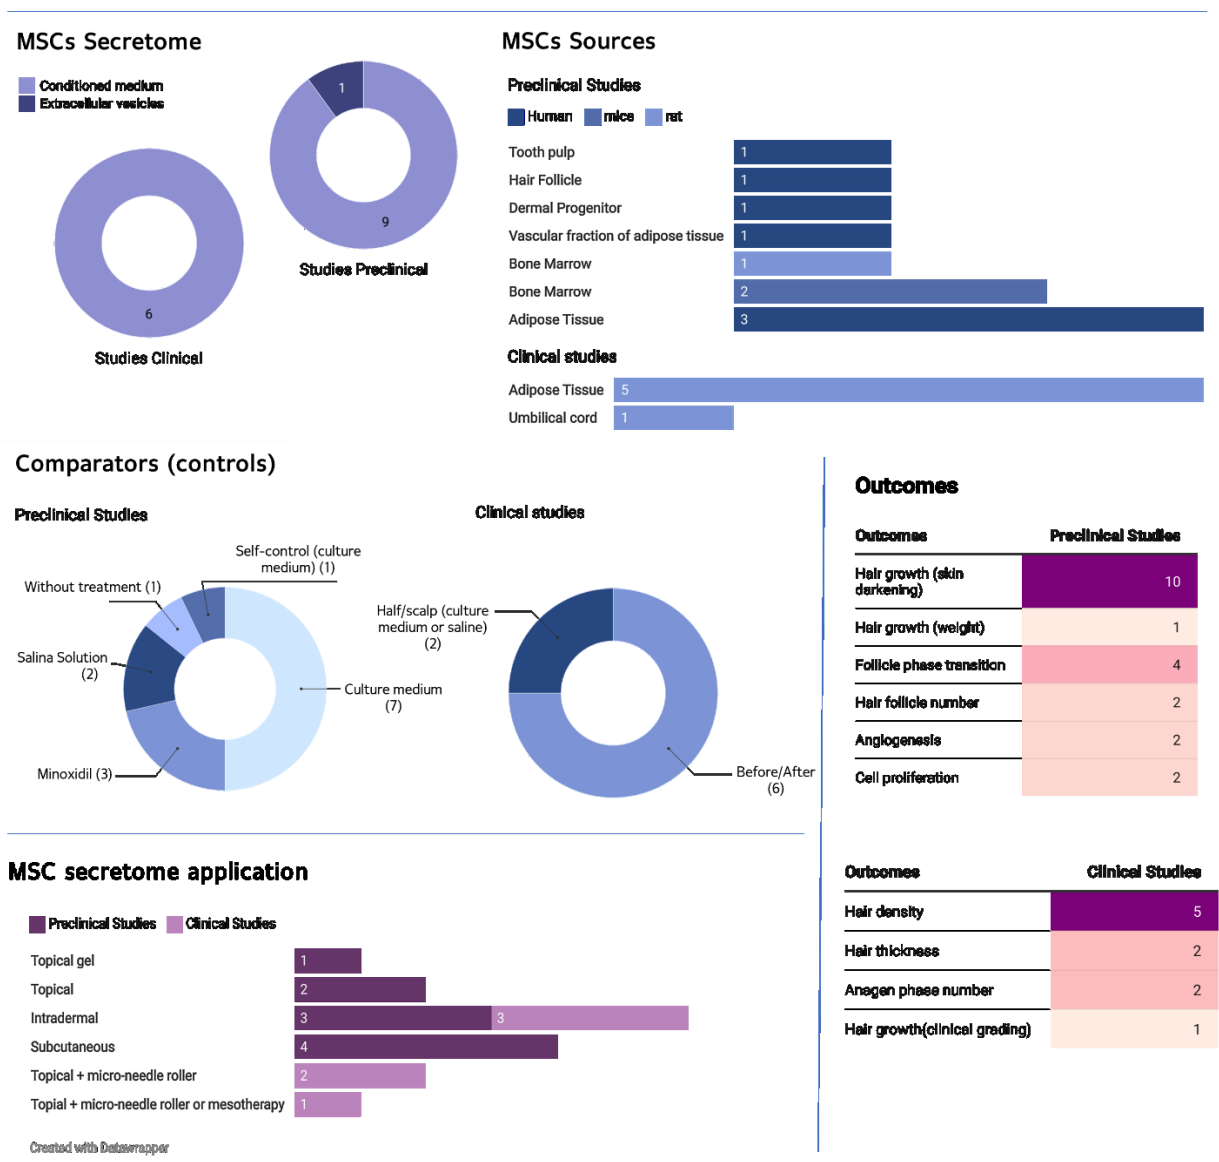 MSCs Secretome
Conditioned medium
Extracellular vesicles
1
9
Studies Preclinical
6
Studies Clinical
MSCs Sources
Preclinical Studies
Human mice rat
Tooth pulp 1
Hair Follicle 1
Dermal Progenitor 1
Vascular fraction of adipose tissue 1
Bone Marrow 1
Bone Marrow 2
Adipose Tissue 3
Clinical studies
Adipose Tissue 5
Umbilical cord 1
Comparators (controls)
Preclinical Studies
Self-control (culture
medium) (1)
Without treatment (1)
Salina Solution
(2)
Minoxidil (3)
Culture medium
(7)
Clinical studies
Half/scalp (culture
medium or saline)
(2)
Before/After
(6)
Outcomes
Outcomes Preclinical Studies
Hair growth (skin
darkening) 10
Hair growth (weight) 1
Follicle phase transition 4
Hair follicle number 2
Angiogenesis 2
Cell proliferation 2
Outcomes Clinical Studies
Hair density 5
Hair thickness 2
Anagen phase number 2
Hair growth(clinical grading) 1
MSC secretome application
Preclinical Studies Clinical Studies
Topical gel 1
Topical 2
Intradermal 3 3
Subcutaneous 4
Topical + micro-needle roller 2
Topial + micro-needle roller or mesotherapy 1
Created with Datawrapper